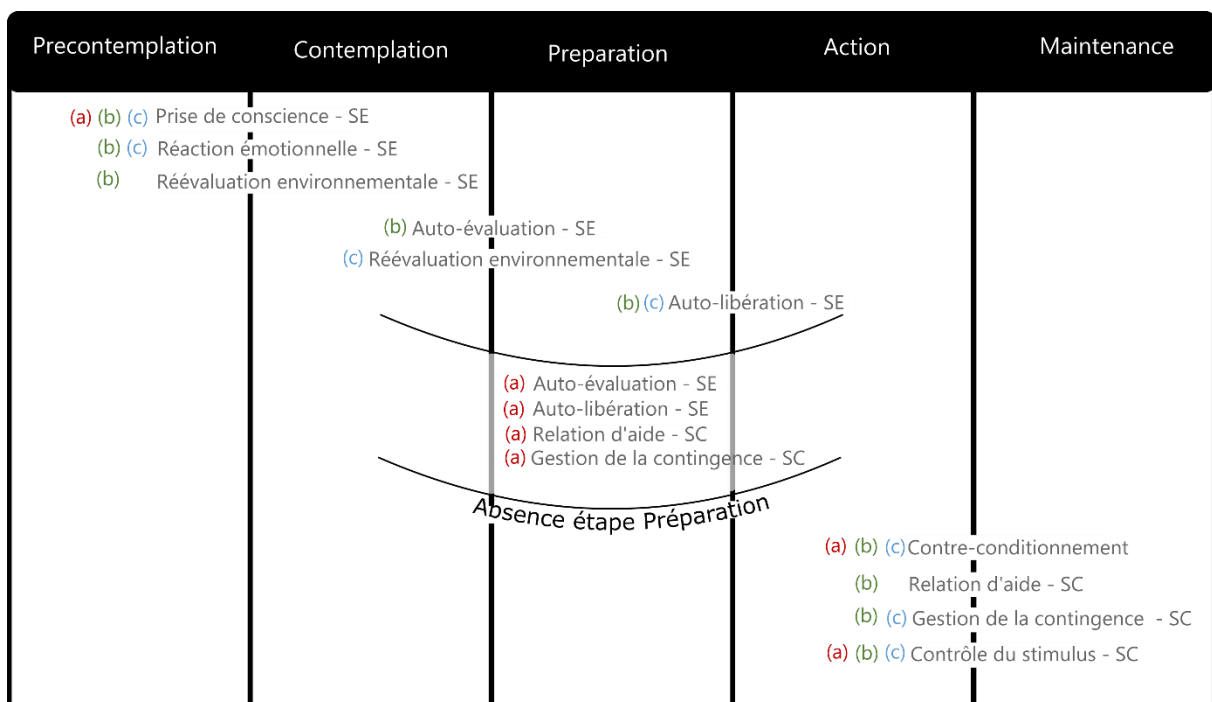 Precontemplation Contemplation Preparation Action Maintenance
(a) (b) (c) Prise de conscience - SE
(b) (c) Réaction émotionnelle - SE
(b) Réévaluation environnementale - SE
(b) Auto-évaluation - SE
(c) Réévaluation environnementale - SE
(b) (c) Auto-libération - SE
(a) Auto-évaluation - SE
(a) Auto-libération - SE
(a) Relation d'aide - SC
(a) Gestion de la contingence - SC
Absence étape Préparation
(a) (b) (c) Contre-conditionnement
(b) Relation d'aide - SC
(b) (c) Gestion de la contingence - SC
(a) (b) (c) Contrôle du stimulus - SC